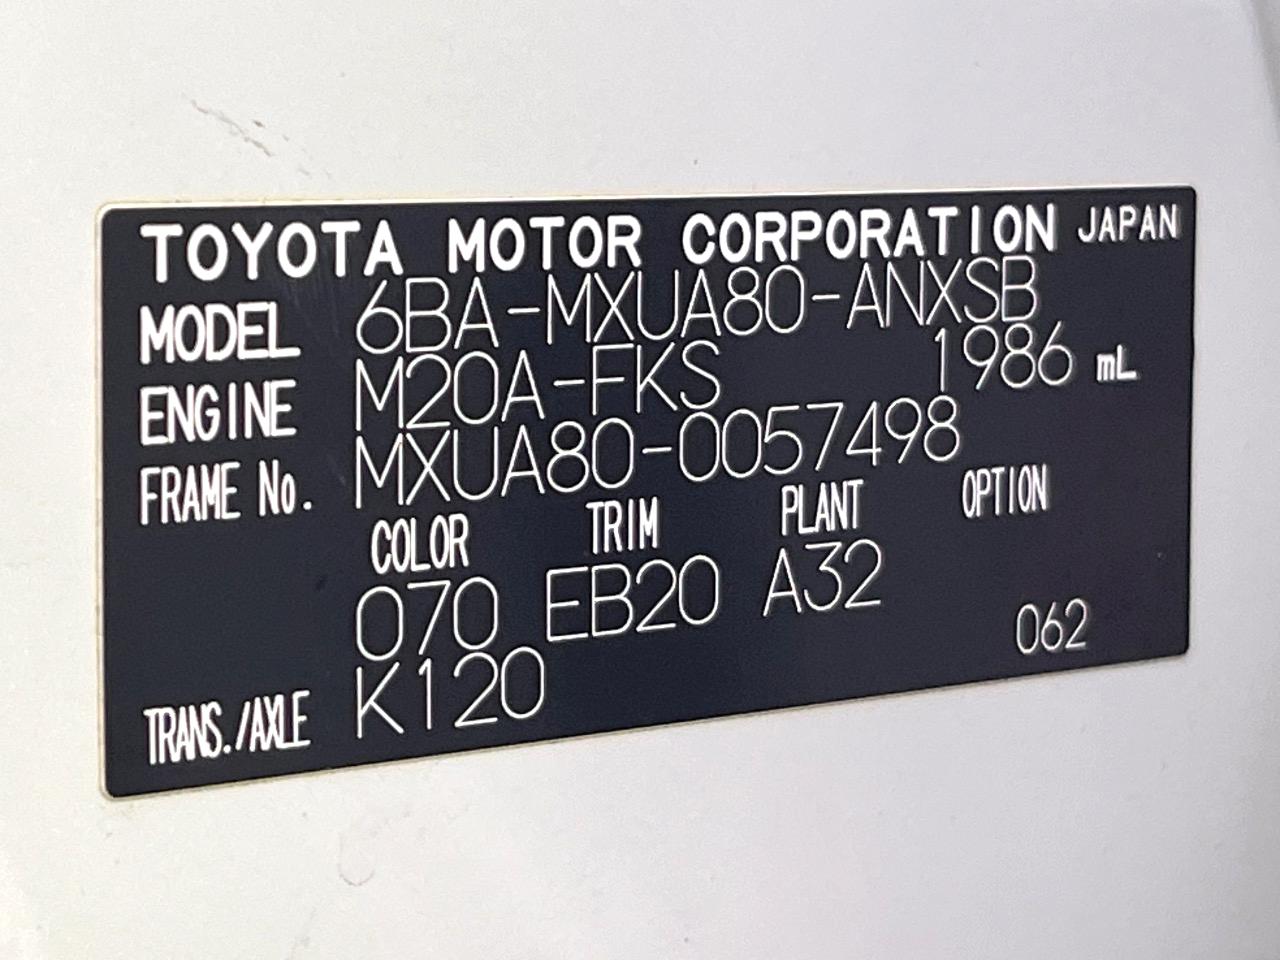 TOYOTA MOTOR CORPORATION JAPAN
MODEL 6BA-MXUA80-ANXSB
ENGINE M20A-FKS 1986 mL
FRAME No. MXUA80-0057498
COLOR TRIM PLANT OPTION
070 EB20 A32
062
TRANS./AXLE K120